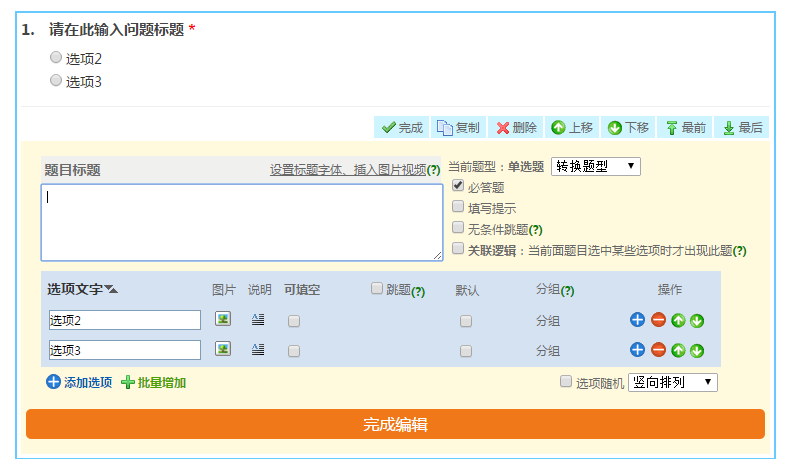 1. 请在此输入问题标题 *
选项2
选项3
完成 复制 删除 上移 下移 最前 最后
题目标题 设置标题字体、插入图片视频(?) 当前题型：单选题 转换题型
必答题
填写提示
无条件跳题(?)
关联逻辑：当前面题目选中某些选项时才出现此题(?)
选项文字 图片 说明 可填空 跳题(?) 默认 分组(?) 操作
选项2 分组
选项3 分组
添加选项 批量增加 选项随机 竖向排列
完成编辑